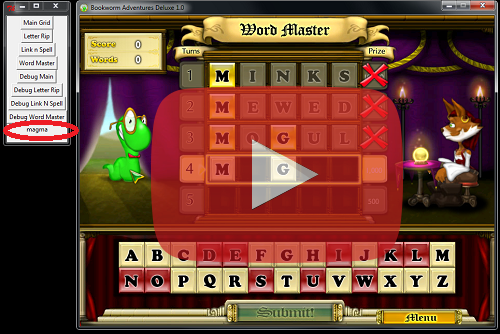 Bookworm Adventures Deluxe 1.0
Main Grid
Letter Rip
Link n Spell
Word Master
Debug Main
Debug Letter Rip
Debug Link N Spell
Debug Word Master
magma
Word Master
Score 0
Words 0
Turns
Prize
1 M I N K S
2 M E W E D
3 M O G U L
4 M G
5 500
A B C D E F G H I J K L M
N O P Q R S T U V W X Y Z
Submit!
Menu